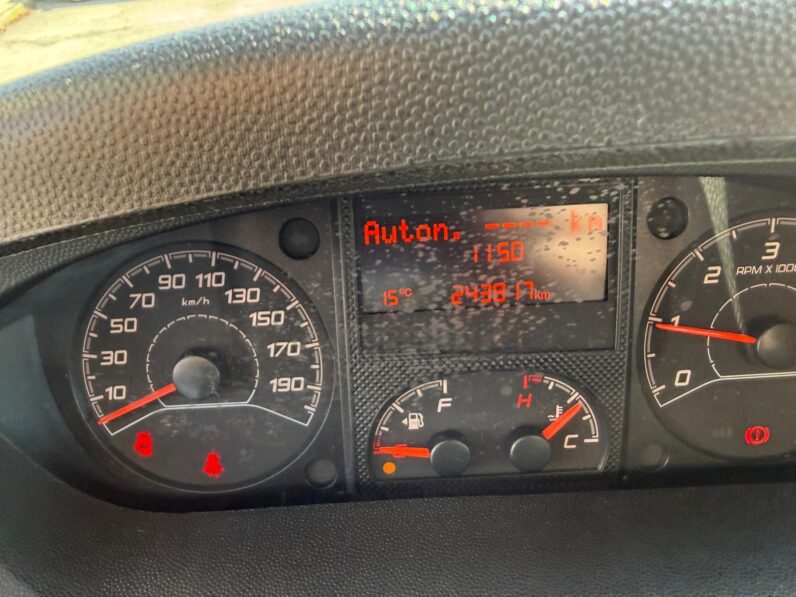 Auton. ---- km
1150
15°C 243817km
10 30 50 70 90 110 130 150 170 190
km/h
F
H
C
0 1 2 3
RPM X 1000